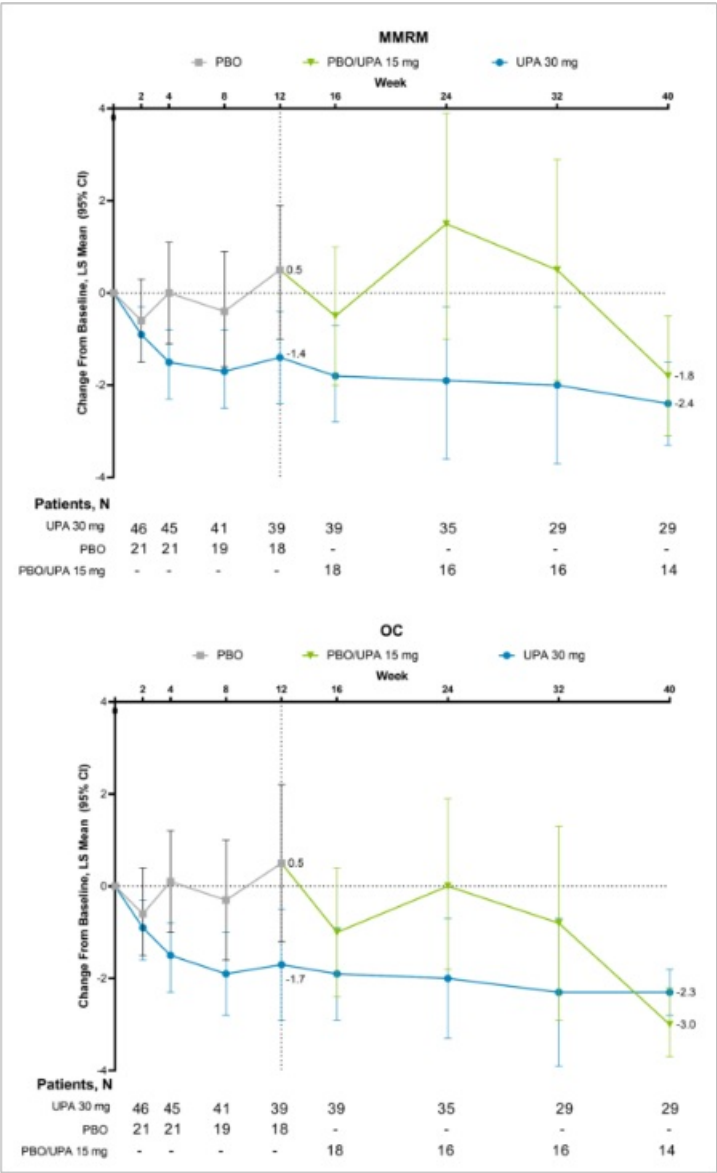 MMRM
PBO PBO/UPA 15 mg UPA 30 mg
Week
2 4 8 12 16 24 32 40
Change From Baseline, LS Mean (95% CI)
4
2
0
-2
-4
0.5
-1.4
-1.8
-2.4
Patients, N
UPA 30 mg 46 45 41 39 39 35 29 29
PBO 21 21 19 18 - - - -
PBO/UPA 15 mg - - - - 18 16 16 14
OC
PBO PBO/UPA 15 mg UPA 30 mg
Week
2 4 8 12 16 24 32 40
Change From Baseline, LS Mean (95% CI)
4
2
0
-2
-4
0.5
-1.7
-2.3
-3.0
Patients, N
UPA 30 mg 46 45 41 39 39 35 29 29
PBO 21 21 19 18 - - - -
PBO/UPA 15 mg - - - - 18 16 16 14